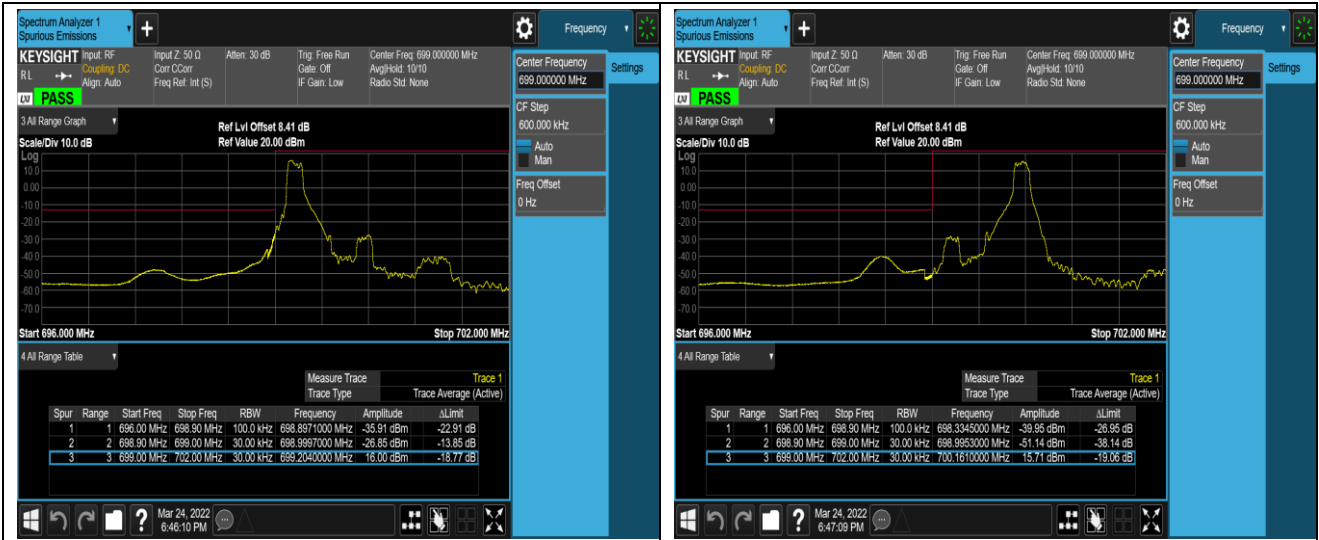 Spectrum Analyzer 1
Spurious Emissions
+
Frequency
KEYSIGHT Input: RF Input Z: 50 Ω Atten: 30 dB Trig: Free Run Center Freq: 699.000000 MHz
RL Coupling: DC Corr CCorr Gate: Off Avg|Hold: 10/10
Align: Auto Freq Ref: Int (S) IF Gain: Low Radio Std: None
LXI PASS
Center Frequency
699.000000 MHz
Settings
CF Step
600.000 kHz
Auto
Man
Freq Offset
0 Hz
3 All Range Graph
Ref Lvl Offset 8.41 dB
Scale/Div 10.0 dB Ref Value 20.00 dBm
Log
10.0
0.00
-10.0
-20.0
-30.0
-40.0
-50.0
-60.0
-70.0
Start 696.000 MHz Stop 702.000 MHz
4 All Range Table
Measure Trace Trace 1
Trace Type Trace Average (Active)
Spur Range Start Freq Stop Freq RBW Frequency Amplitude ΔLimit
1 1 696.00 MHz 698.90 MHz 100.0 kHz 698.8971000 MHz -35.91 dBm -22.91 dB
2 2 698.90 MHz 699.00 MHz 30.00 kHz 698.9997000 MHz -26.85 dBm -13.85 dB
3 3 699.00 MHz 702.00 MHz 30.00 kHz 699.2040000 MHz 16.00 dBm -18.77 dB
?
Mar 24, 2022
6:46:10 PM
Spectrum Analyzer 1
Spurious Emissions
+
Frequency
KEYSIGHT Input: RF Input Z: 50 Ω Atten: 30 dB Trig: Free Run Center Freq: 699.000000 MHz
RL Coupling: DC Corr CCorr Gate: Off Avg|Hold: 10/10
Align: Auto Freq Ref: Int (S) IF Gain: Low Radio Std: None
LXI PASS
Center Frequency
699.000000 MHz
Settings
CF Step
600.000 kHz
Auto
Man
Freq Offset
0 Hz
3 All Range Graph
Ref Lvl Offset 8.41 dB
Scale/Div 10.0 dB Ref Value 20.00 dBm
Log
10.0
0.00
-10.0
-20.0
-30.0
-40.0
-50.0
-60.0
-70.0
Start 696.000 MHz Stop 702.000 MHz
4 All Range Table
Measure Trace Trace 1
Trace Type Trace Average (Active)
Spur Range Start Freq Stop Freq RBW Frequency Amplitude ΔLimit
1 1 696.00 MHz 698.90 MHz 100.0 kHz 698.3345000 MHz -39.95 dBm -26.95 dB
2 2 698.90 MHz 699.00 MHz 30.00 kHz 698.9953000 MHz -51.14 dBm -38.14 dB
3 3 699.00 MHz 702.00 MHz 30.00 kHz 700.1610000 MHz 15.71 dBm -19.06 dB
?
Mar 24, 2022
6:47:09 PM